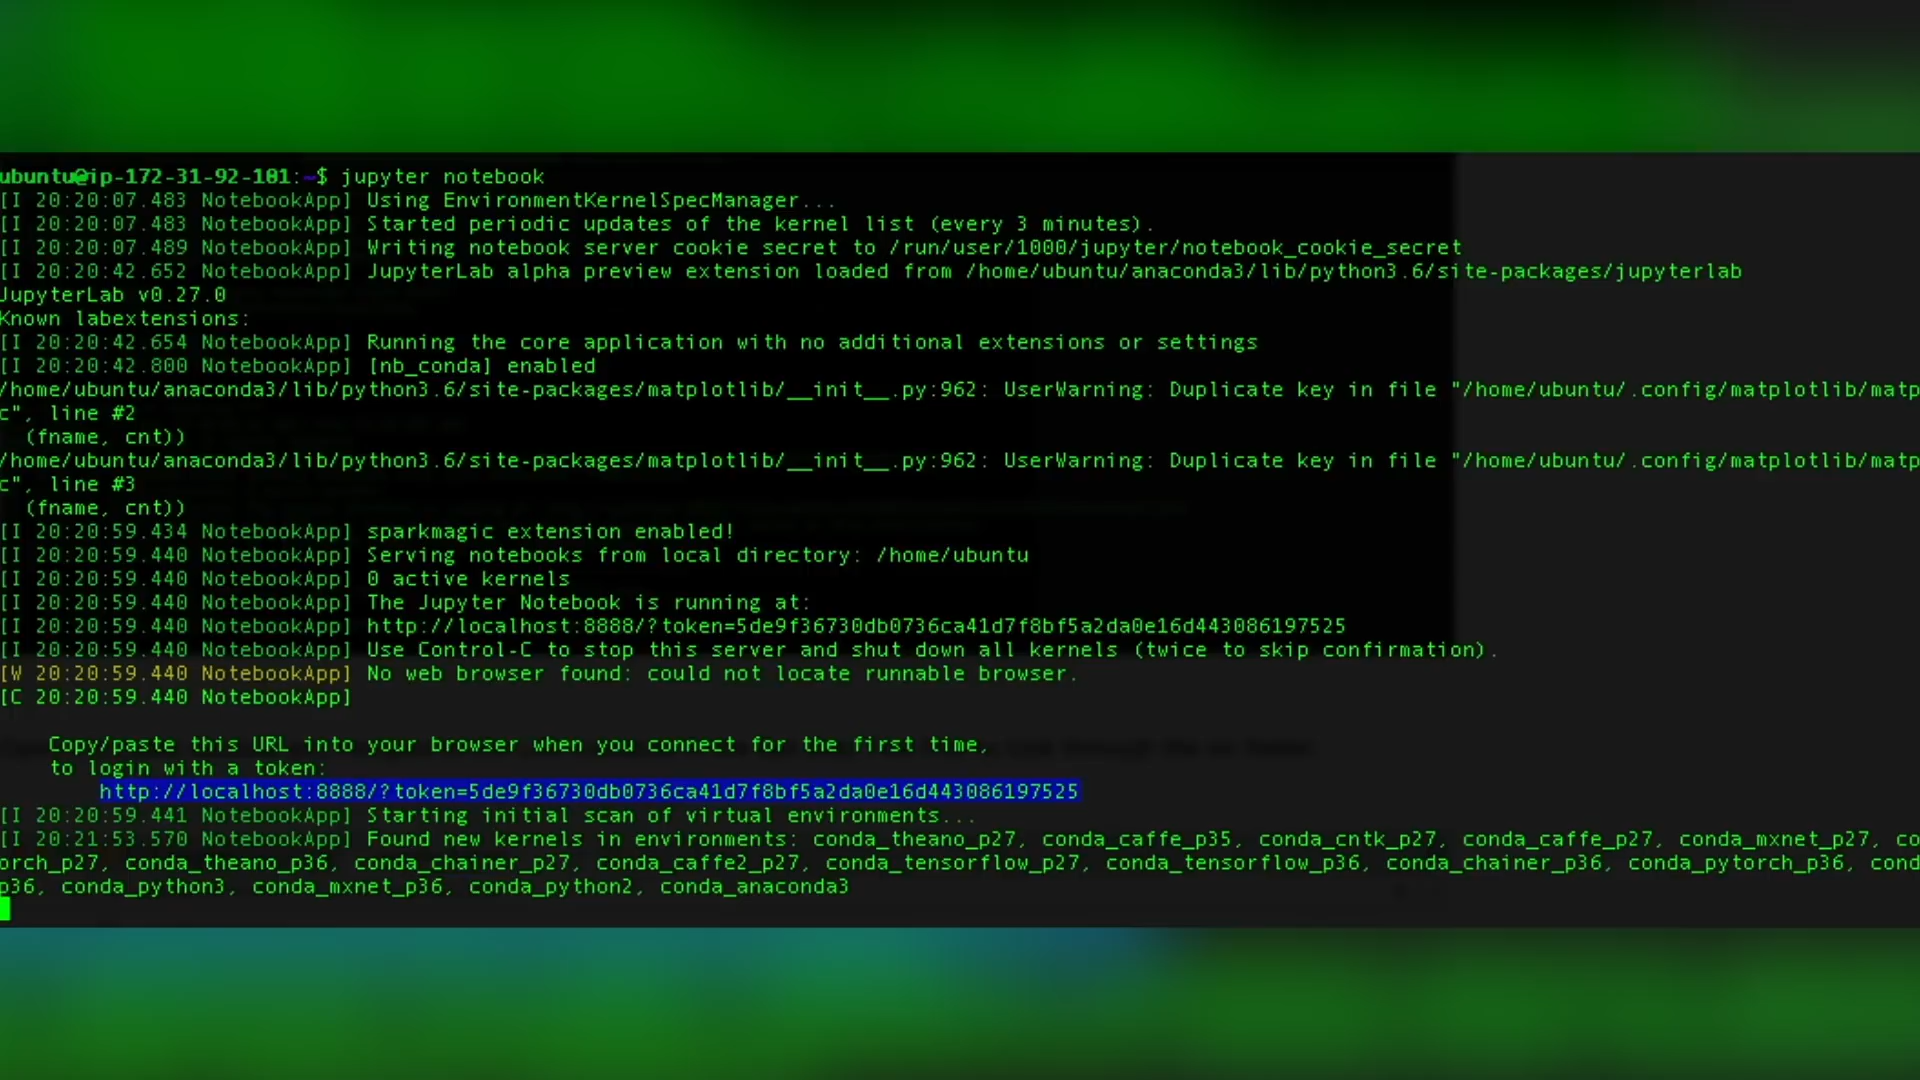 ubuntu@ip-172-31-92-101:~$ jupyter notebook
[I 20:20:07.483 NotebookApp] Using EnvironmentKernelSpecManager...
[I 20:20:07.483 NotebookApp] Started periodic updates of the kernel list (every 3 minutes).
[I 20:20:07.489 NotebookApp] Writing notebook server cookie secret to /run/user/1000/jupyter/notebook_cookie_secret
[I 20:20:42.652 NotebookApp] JupyterLab alpha preview extension loaded from /home/ubuntu/anaconda3/lib/python3.6/site-packages/jupyterlab
JupyterLab v0.27.0
Known labextensions:
[I 20:20:42.654 NotebookApp] Running the core application with no additional extensions or settings
[I 20:20:42.800 NotebookApp] [nb_conda] enabled
/home/ubuntu/anaconda3/lib/python3.6/site-packages/matplotlib/__init__.py:962: UserWarning: Duplicate key in file "/home/ubuntu/.config/matplotlib/matp
c", line #2
(fname, cnt))
/home/ubuntu/anaconda3/lib/python3.6/site-packages/matplotlib/__init__.py:962: UserWarning: Duplicate key in file "/home/ubuntu/.config/matplotlib/matp
c", line #3
(fname, cnt))
[I 20:20:59.434 NotebookApp] sparkmagic extension enabled!
[I 20:20:59.440 NotebookApp] Serving notebooks from local directory: /home/ubuntu
[I 20:20:59.440 NotebookApp] 0 active kernels
[I 20:20:59.440 NotebookApp] The Jupyter Notebook is running at:
[I 20:20:59.440 NotebookApp] http://localhost:8888/?token=5de9f36730db0736ca41d7f8bf5a2da0e16d443086197525
[I 20:20:59.440 NotebookApp] Use Control-C to stop this server and shut down all kernels (twice to skip confirmation).
[W 20:20:59.440 NotebookApp] No web browser found: could not locate runnable browser.
[C 20:20:59.440 NotebookApp]
Copy/paste this URL into your browser when you connect for the first time,
to login with a token:
http://localhost:8888/?token=5de9f36730db0736ca41d7f8bf5a2da0e16d443086197525
[I 20:20:59.441 NotebookApp] Starting initial scan of virtual environments...
[I 20:21:53.570 NotebookApp] Found new kernels in environments: conda_theano_p27, conda_caffe_p35, conda_cntk_p27, conda_caffe_p27, conda_mxnet_p27, co
orch_p27, conda_theano_p36, conda_chainer_p27, conda_caffe2_p27, conda_tensorflow_p27, conda_tensorflow_p36, conda_chainer_p36, conda_pytorch_p36, cond
p36, conda_python3, conda_mxnet_p36, conda_python2, conda_anaconda3